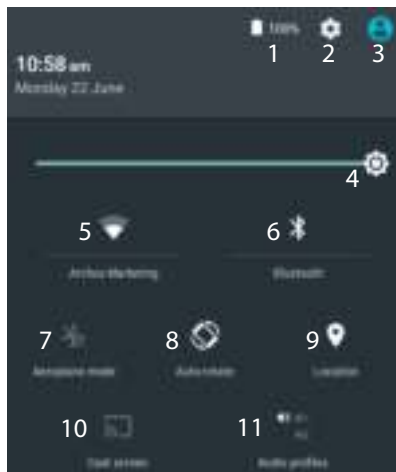 100%
1 2 3
10:58 am
Monday 22 June
4
5 6
Archos Marketing Bluetooth
7 8 9
Aeroplane mode Auto-rotate Location
10 11
Cast screen Audio profiles